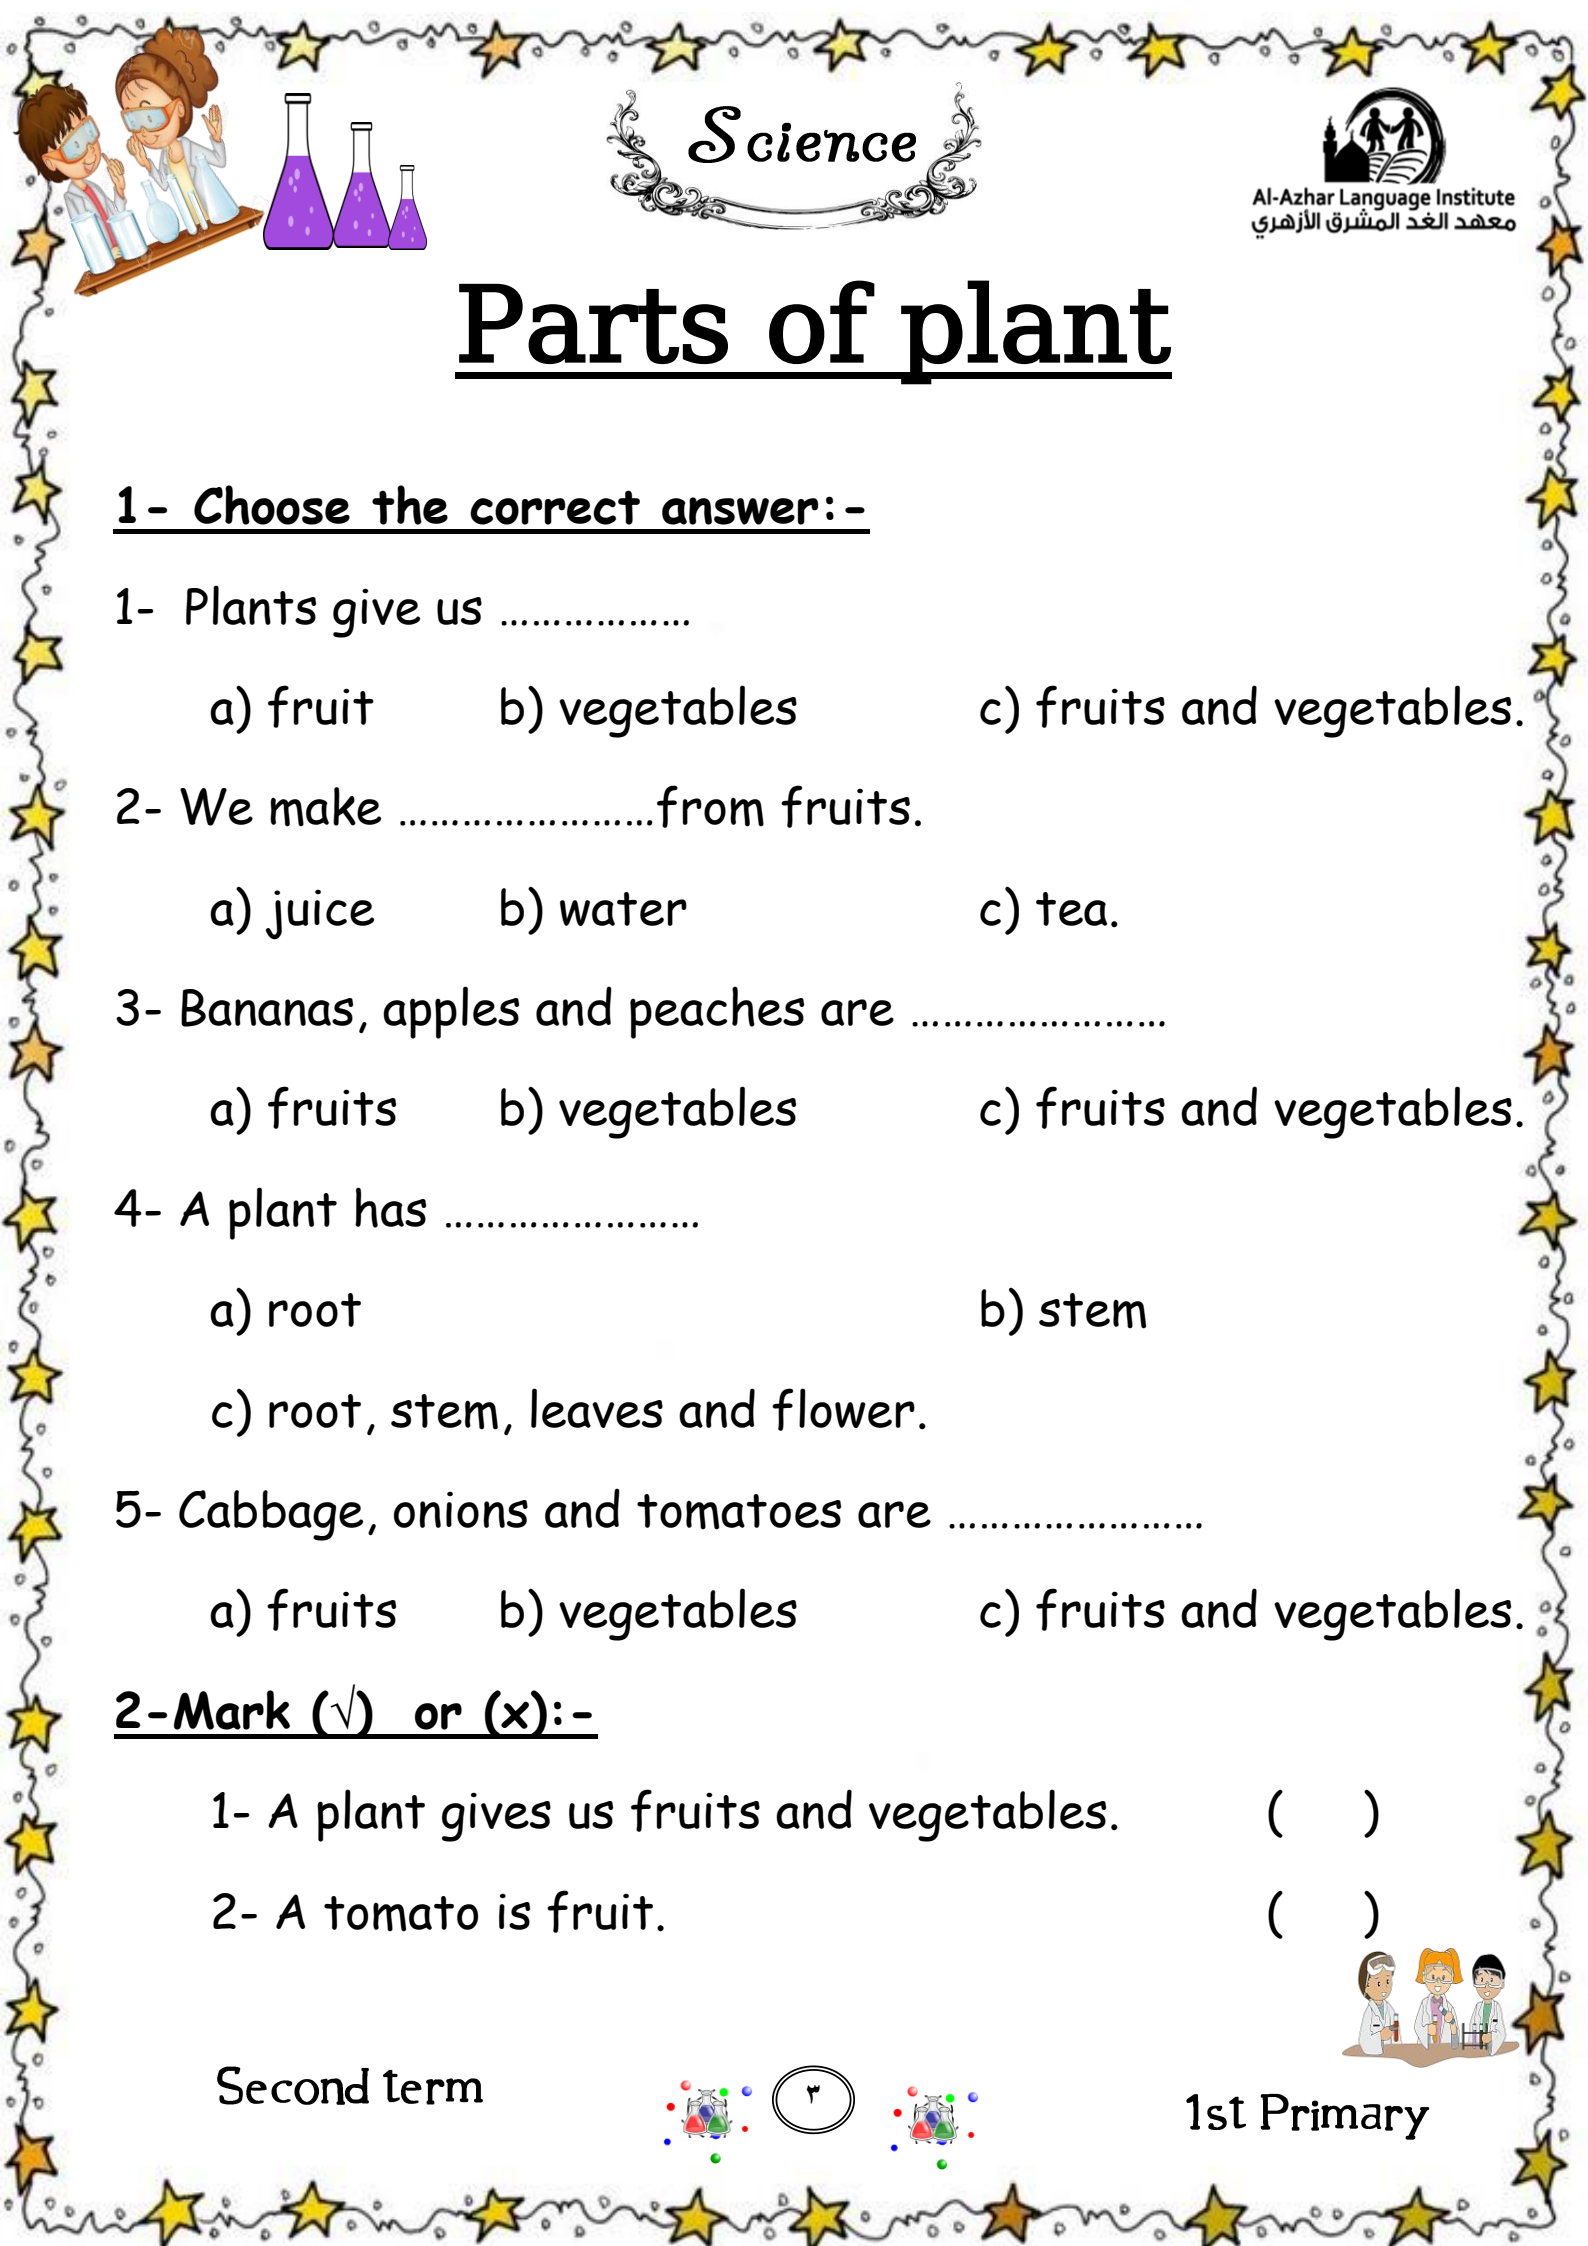 Science
Al-Azhar Language Institute
معهد الغد المشرق الأزهري
Parts of plant
1- Choose the correct answer:-
1- Plants give us ………………
a) fruit b) vegetables c) fruits and vegetables.
2- We make ……………………from fruits.
a) juice b) water c) tea.
3- Bananas, apples and peaches are ……………………
a) fruits b) vegetables c) fruits and vegetables.
4- A plant has ……………………
a) root b) stem
c) root, stem, leaves and flower.
5- Cabbage, onions and tomatoes are ……………………
a) fruits b) vegetables c) fruits and vegetables.
2-Mark (√) or (x):-
1- A plant gives us fruits and vegetables. ( )
2- A tomato is fruit. ( )
Second term
٣
1st Primary